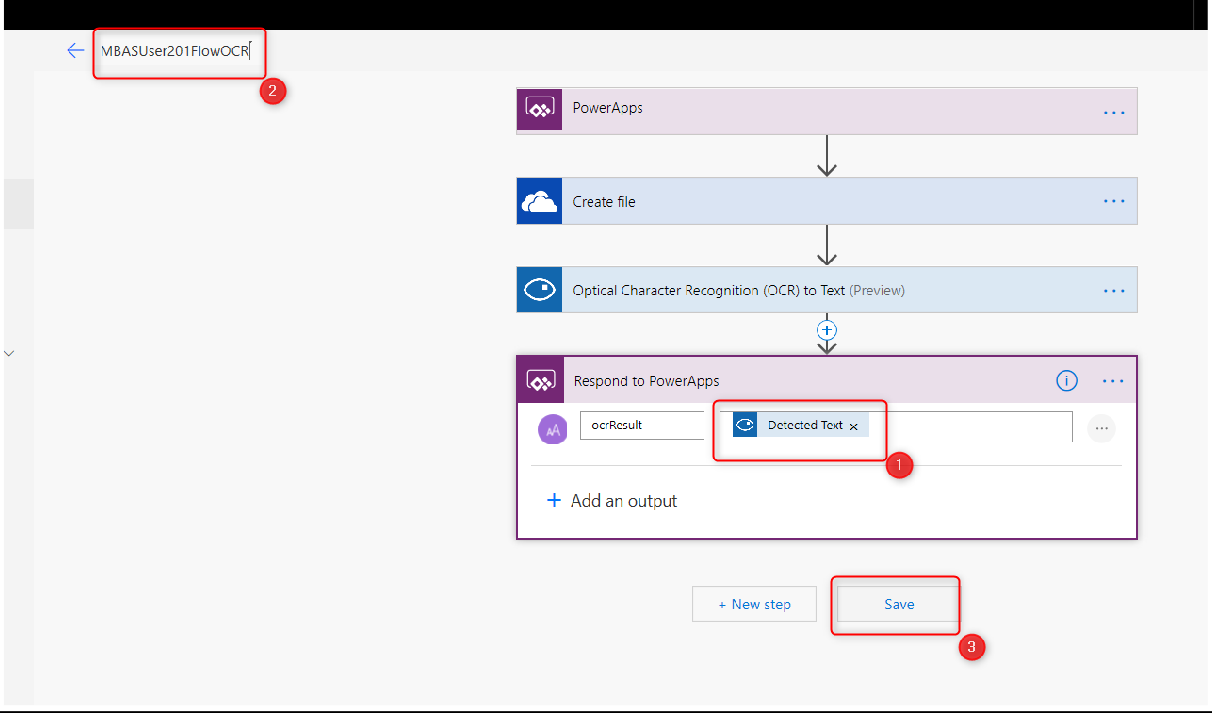 MBASUser201FlowOCR
2
PowerApps
...
Create file
...
Optical Character Recognition (OCR) to Text (Preview)
...
+
Respond to PowerApps
i
...
AA
ocrResult
Detected Text ×
...
1
+ Add an output
+ New step
Save
3